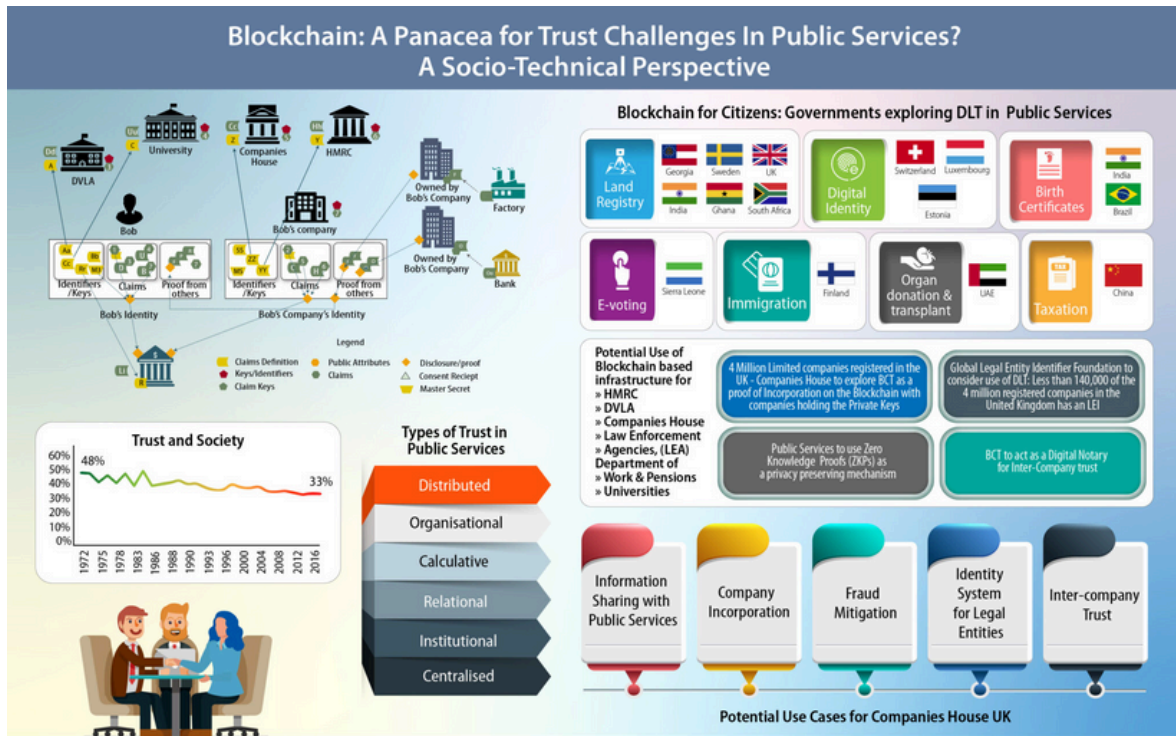 Blockchain: A Panacea for Trust Challenges In Public Services?
A Socio-Technical Perspective
DVLA
University
Companies
House
HMRC
Bob
Bob's company
Owned by
Bob's Company
Factory
Owned by
Bob's Company
Bank
Identifiers
/Keys
Claims
Proof from
others
Identifiers
/Keys
Claims
Proof from
others
Bob's Identity
Bob's Company's Identity
Legend
Claims Definition
Public Attributes
Disclosure/proof
Keys/Identifiers
Claims
Consent Reciept
Claim Keys
Master Secret
Trust and Society
60%
50%
40%
30%
20%
10%
0%
48%
33%
1972
1975
1978
1983
1986
1988
1990
1993
1996
2000
2004
2008
2012
2016
Types of Trust in
Public Services
Distributed
Organisational
Calculative
Relational
Institutional
Centralised
Blockchain for Citizens: Governments exploring DLT in Public Services
Land
Registry
Georgia
Sweden
UK
India
Ghana
South Africa
Digital
Identity
Switzerland
Luxembourg
Estonia
Birth
Certificates
India
Brazil
E-voting
Sierra Leone
Immigration
Finland
Organ
donation &
transplant
UAE
TAX
Taxation
China
Potential Use of
Blockchain based
infrastructure for
» HMRC
» DVLA
» Companies House
» Law Enforcement
» Agencies, (LEA)
Department of
» Work & Pensions
» Universities
4 Million Limited companies registered in the
UK - Companies House to explore BCT as a
proof of Incorporation on the Blockchain with
companies holding the Private Keys
Global Legal Entity Identifier Foundation to
consider use of DLT: Less than 140,000 of the
4 million registered companies in the
United Kingdom has an LEI
Public Services to use Zero
Knowledge Proofs (ZKPs) as
a privacy preserving mechanism
BCT to act as a Digital Notary
for Inter-Company trust
Information
Sharing with
Public Services
Company
Incorporation
Fraud
Mitigation
Identity
System
for Legal
Entities
Inter-company
Trust
Potential Use Cases for Companies House UK